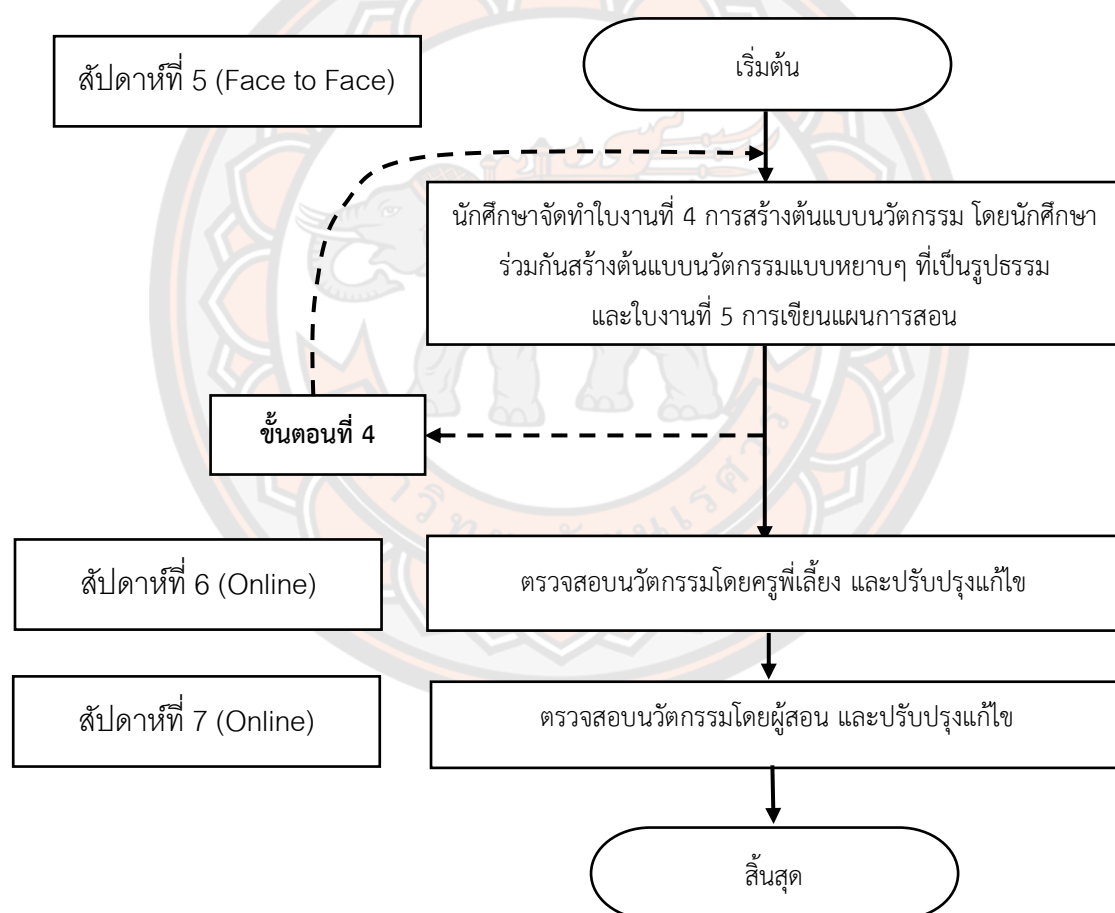 สัปดาห์ที่ 5 (Face to Face)
เริ่มต้น
นักศึกษาจัดทำใบงานที่ 4 การสร้างต้นแบบนวัตกรรม โดยนักศึกษา
ร่วมกันสร้างต้นแบบนวัตกรรมแบบหยาบๆ ที่เป็นรูปธรรม
และใบงานที่ 5 การเขียนแผนการสอน
ขั้นตอนที่ 4
สัปดาห์ที่ 6 (Online)
ตรวจสอบนวัตกรรมโดยครูพี่เลี้ยง และปรับปรุงแก้ไข
สัปดาห์ที่ 7 (Online)
ตรวจสอบนวัตกรรมโดยผู้สอน และปรับปรุงแก้ไข
สิ้นสุด